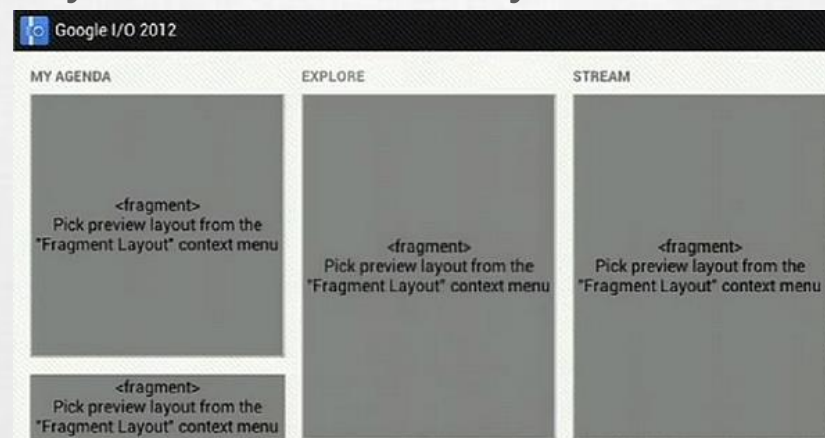 Google I/O 2012
MY AGENDA
<fragment>
Pick preview layout from the
"Fragment Layout" context menu
<fragment>
Pick preview layout from the
"Fragment Layout" context menu
EXPLORE
<fragment>
Pick preview layout from the
"Fragment Layout" context menu
STREAM
<fragment>
Pick preview layout from the
"Fragment Layout" context menu